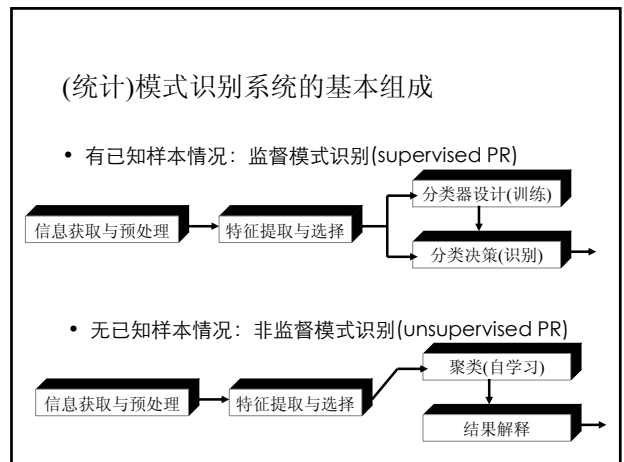 (统计)模式识别系统的基本组成
• 有已知样本情况：监督模式识别(supervised PR)
分类器设计(训练)
信息获取与预处理
特征提取与选择
分类决策(识别)
• 无已知样本情况：非监督模式识别(unsupervised PR)
聚类(自学习)
信息获取与预处理
特征提取与选择
结果解释